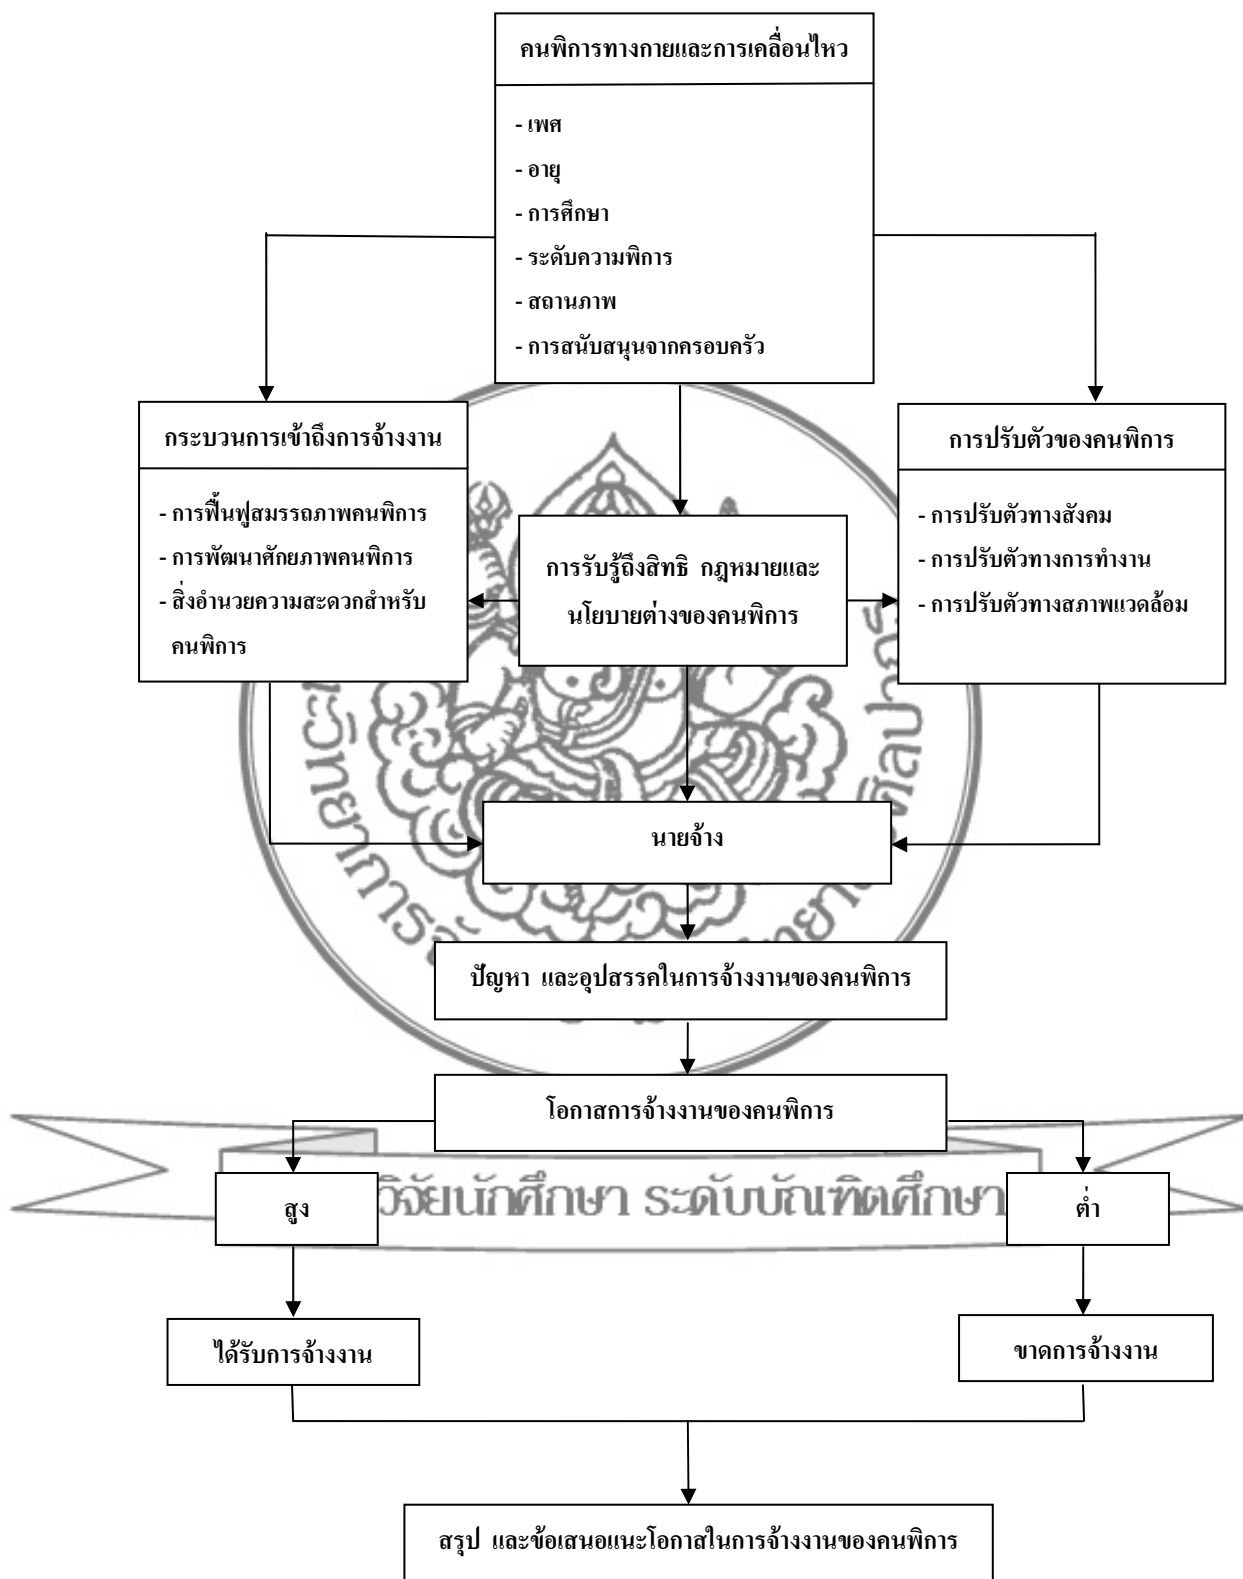 คนพิการทางกายและการเคลื่อนไหว
- เพศ
- อายุ
- การศึกษา
- ระดับความพิการ
- สถานภาพ
- การสนับสนุนจากครอบครัว
กระบวนการเข้าถึงการจ้างงาน
- การฟื้นฟูสมรรถภาพคนพิการ
- การพัฒนาศักยภาพคนพิการ
- สิ่งอำนวยความสะดวกสำหรับ
คนพิการ
การรับรู้ถึงสิทธิ กฎหมายและ
นโยบายต่างของคนพิการ
การปรับตัวของคนพิการ
- การปรับตัวทางสังคม
- การปรับตัวทางการทำงาน
- การปรับตัวทางสภาพแวดล้อม
นายจ้าง
ปัญหา และอุปสรรคในการจ้างงานของคนพิการ
โอกาสการจ้างงานของคนพิการ
สูง
วิจัยนักศึกษา ระดับบัณฑิตศึกษา
ต่ำ
ได้รับการจ้างงาน
ขาดการจ้างงาน
สรุป และข้อเสนอแนะโอกาสในการจ้างงานของคนพิการ